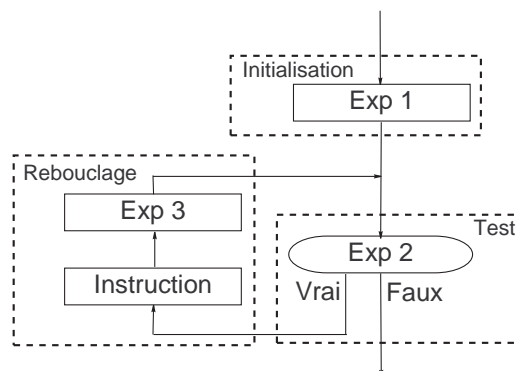 Initialisation
Exp 1
Rebouclage
Exp 3
Test
Exp 2
Instruction
Vrai
Faux